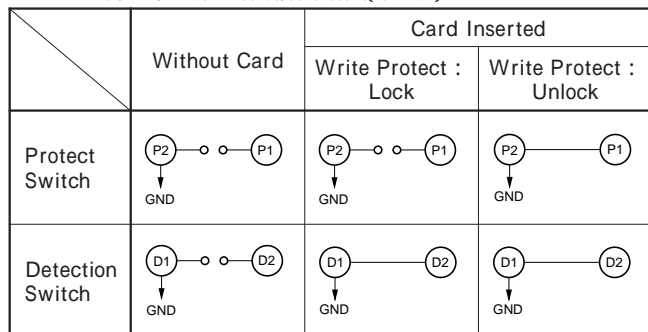 Card Inserted
Without Card
Write Protect : Lock
Write Protect : Unlock
Protect Switch
P2 P1
GND
P2 P1
GND
P2 P1
GND
Detection Switch
D1 D2
GND
D1 D2
GND
D1 D2
GND